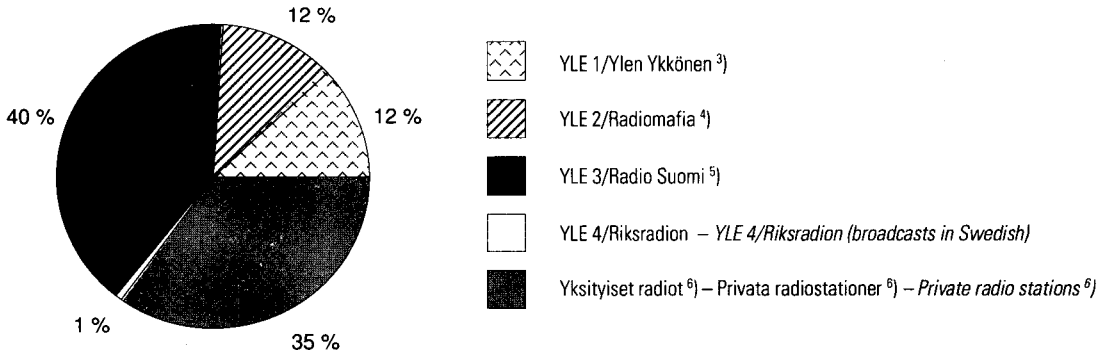 12 %
40 %
12 %
1 %
35 %
YLE 1/Ylen Ykkönen ³)
YLE 2/Radiomafia ⁴)
YLE 3/Radio Suomi ⁵)
YLE 4/Riksradion – YLE 4/Riksradion (broadcasts in Swedish)
Yksityiset radiot ⁶) – Privata radiostationer ⁶) – Private radio stations ⁶)